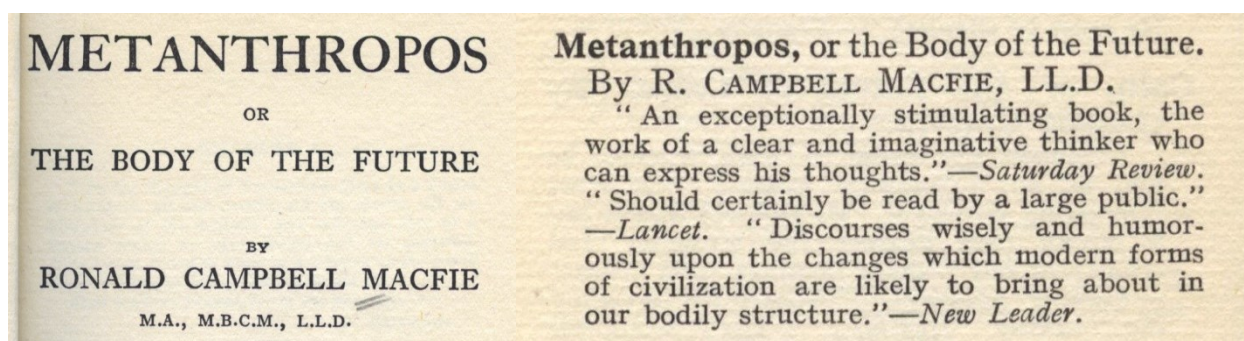 METANTHROPOS
OR
THE BODY OF THE FUTURE
BY
RONALD CAMPBELL MACFIE
M.A., M.B.C.M., L.L.D.
Metanthropos, or the Body of the Future.
By R. CAMPBELL MACFIE, LL.D.
“ An exceptionally stimulating book, the
work of a clear and imaginative thinker who
can express his thoughts.”—Saturday Review.
“ Should certainly be read by a large public.”
—Lancet. “ Discourses wisely and humor-
ously upon the changes which modern forms
of civilization are likely to bring about in
our bodily structure.”—New Leader.